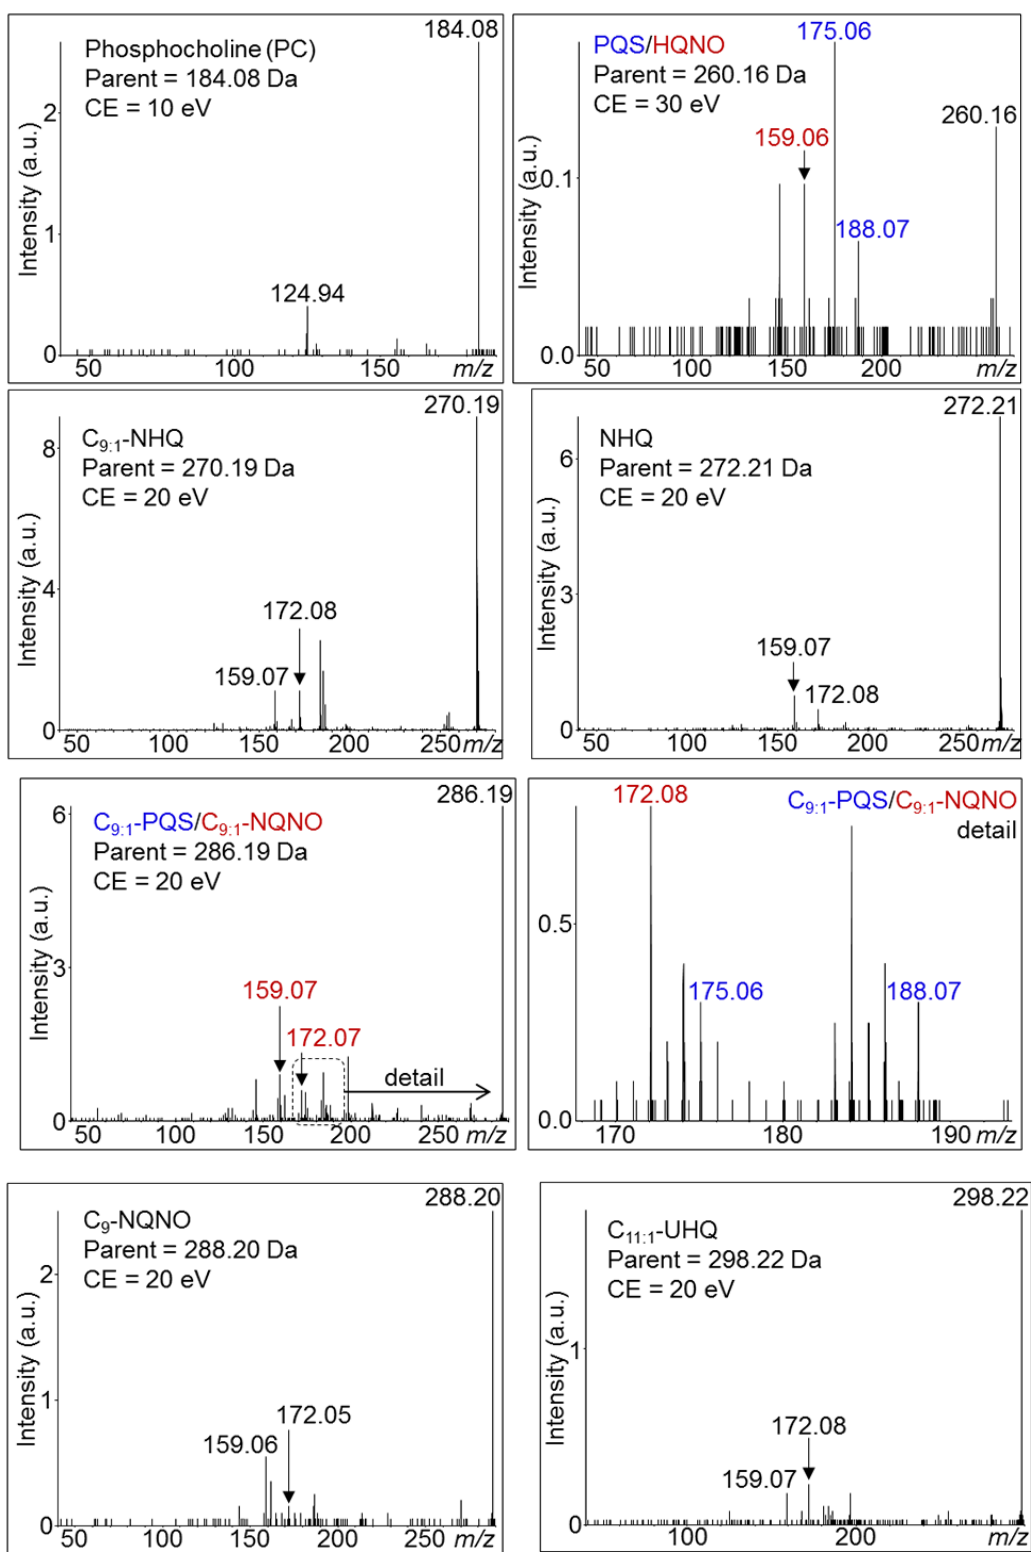 Phosphocholine (PC)
Parent = 184.08 Da
CE = 10 eV
184.08
124.94
Intensity (a.u.)
2
1
0
50 100 150 m/z
PQS/HQNO
Parent = 260.16 Da
CE = 30 eV
175.06
260.16
159.06
188.07
Intensity (a.u.)
0.1
0.0
50 100 150 200 m/z
C9:1-NHQ
Parent = 270.19 Da
CE = 20 eV
270.19
172.08
159.07
Intensity (a.u.)
8
4
0
50 100 150 200 250 m/z
NHQ
Parent = 272.21 Da
CE = 20 eV
272.21
159.07
172.08
Intensity (a.u.)
6
3
0
50 100 150 200 250 m/z
C9:1-PQS/C9:1-NQNO
Parent = 286.19 Da
CE = 20 eV
286.19
159.07
172.07
detail
Intensity (a.u.)
6
3
0
50 100 150 200 250 m/z
172.08
C9:1-PQS/C9:1-NQNO
detail
175.06
188.07
0.5
0.0
170 180 190 m/z
C9-NQNO
Parent = 288.20 Da
CE = 20 eV
288.20
172.05
159.06
Intensity (a.u.)
2
1
0
50 100 150 200 250 m/z
C11:1-UHQ
Parent = 298.22 Da
CE = 20 eV
298.22
172.08
159.07
Intensity (a.u.)
1
0
100 200 m/z